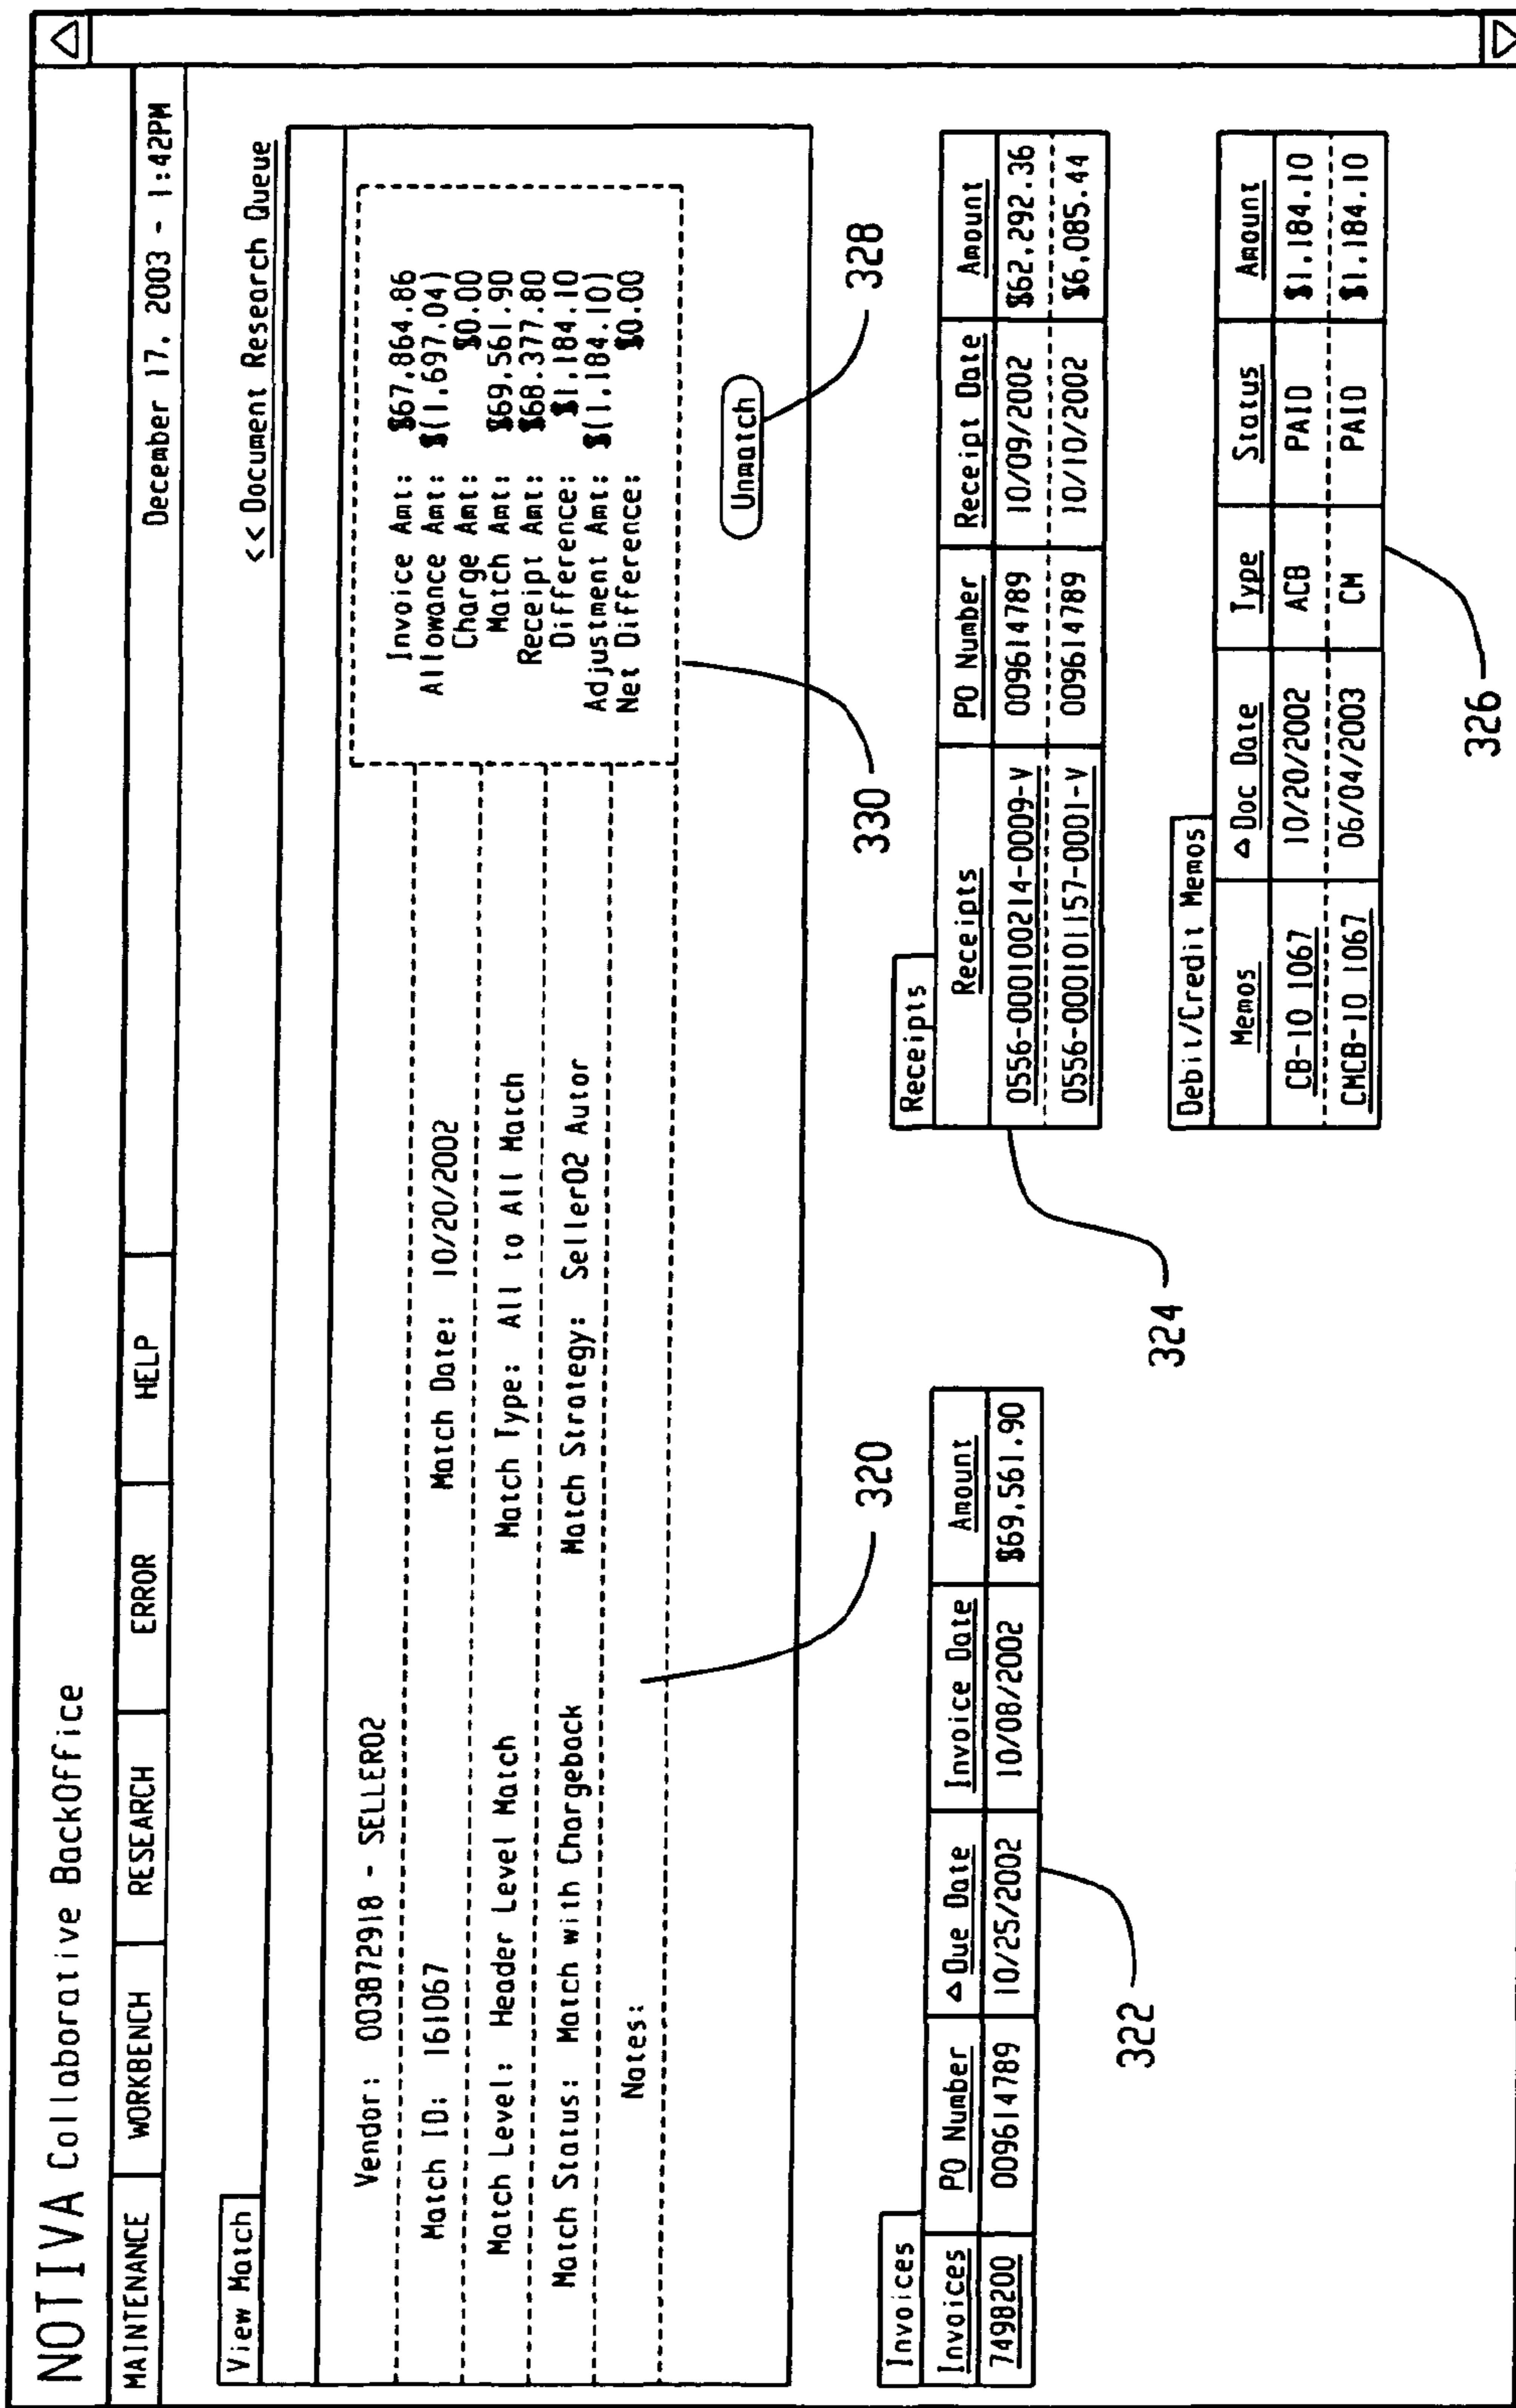 NOTIVA Collaborative BackOffice
MAINTENANCE WORKBENCH RESEARCH ERROR HELP December 17, 2003 - 1:42PM
View Match << Document Research Queue
Vendor: 003872918 - SELLER02
Match ID: 161067 Match Date: 10/20/2002
Match Level: Header Level Match Match Type: All to All Match
Match Status: Match with Chargeback Match Strategy: Seller02 Autor
Notes:
Invoice Amt: $67,864.86
Allowance Amt: $(1,697.04)
Charge Amt: $0.00
Match Amt: $69,561.90
Receipt Amt: $68,377.80
Difference: $1,184.10
Adjustment Amt: $(1,184.10)
Net Difference: $0.00
Unmatch
320
330
328
Invoices
Invoices PO Number Δ Due Date Invoice Date Amount
7498200 009614789 10/25/2002 10/08/2002 $69,561.90
322
Receipts
Receipts PO Number Receipt Date Amount
0556-000100214-0009-V 009614789 10/09/2002 $62,292.36
0556-000101157-0001-V 009614789 10/10/2002 $6,085.44
324
Debit/Credit Memos
Memos Δ Doc Date Type Status Amount
CB-10 1067 10/20/2002 ACB PAID $1,184.10
CMCB-10 1067 06/04/2003 CM PAID $1,184.10
326